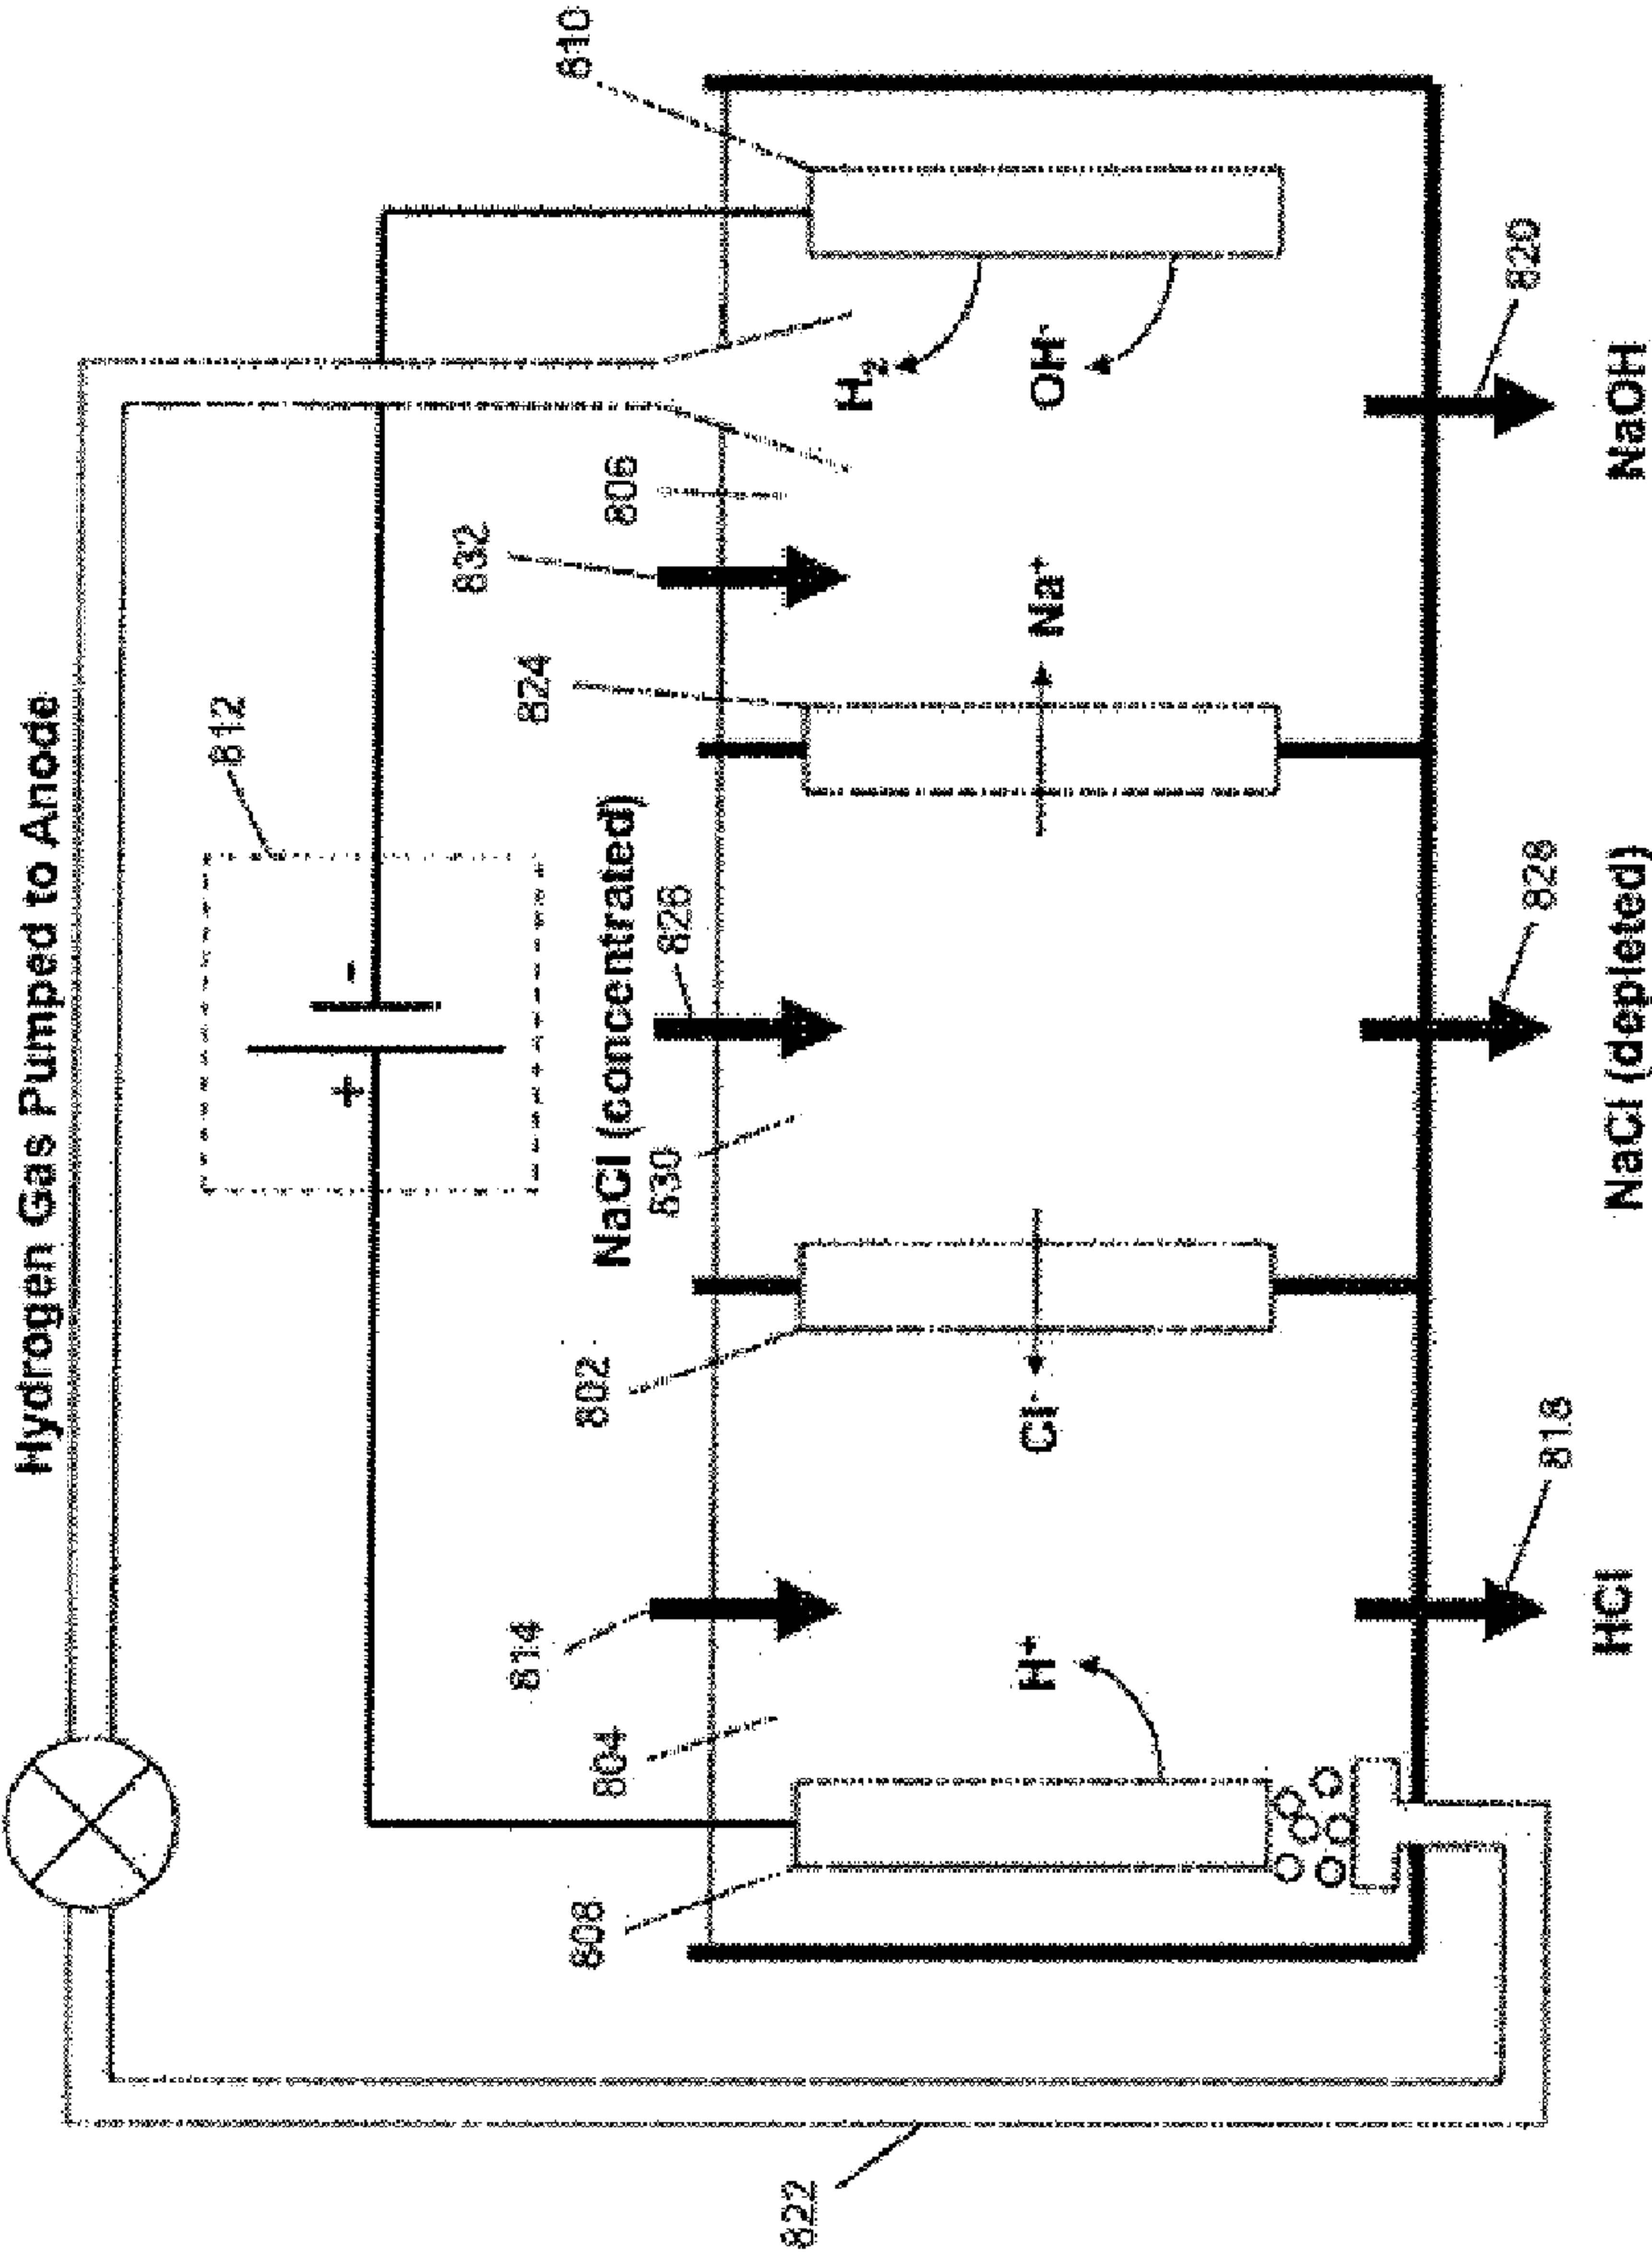 Hydrogen Gas Pumped to Anode
812
+
-
NaCl (concentrated)
814
804
808
802
830
826
824
832
806
810
H+
Cl-
Na+
H2
OH-
822
818
828
820
HCl
NaCl (depleted)
NaOH